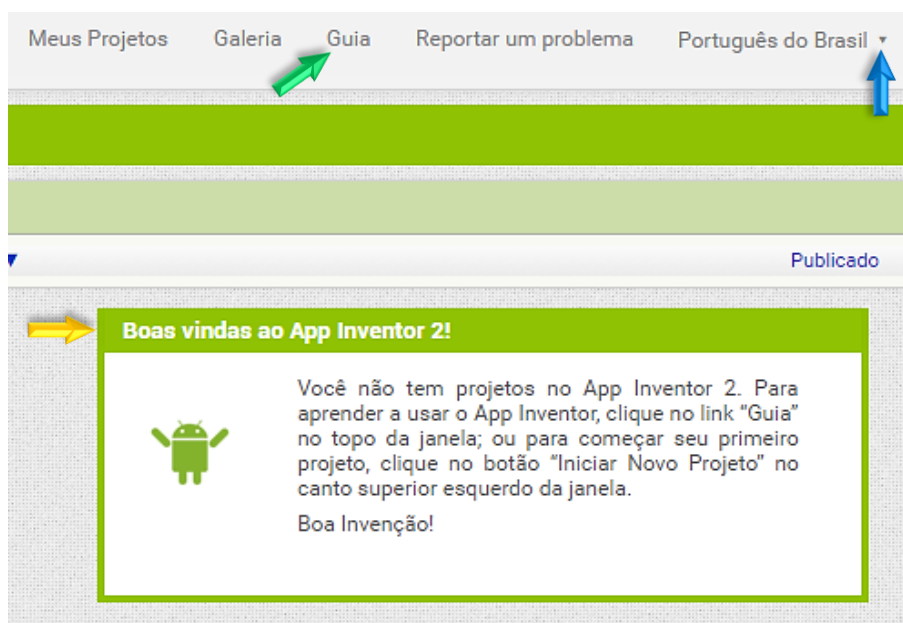 Meus Projetos Galeria Guia Reportar um problema Português do Brasil
Publicado
Boas vindas ao App Inventor 2!
Você não tem projetos no App Inventor 2. Para
aprender a usar o App Inventor, clique no link "Guia"
no topo da janela; ou para começar seu primeiro
projeto, clique no botão "Iniciar Novo Projeto" no
canto superior esquerdo da janela.
Boa Invenção!